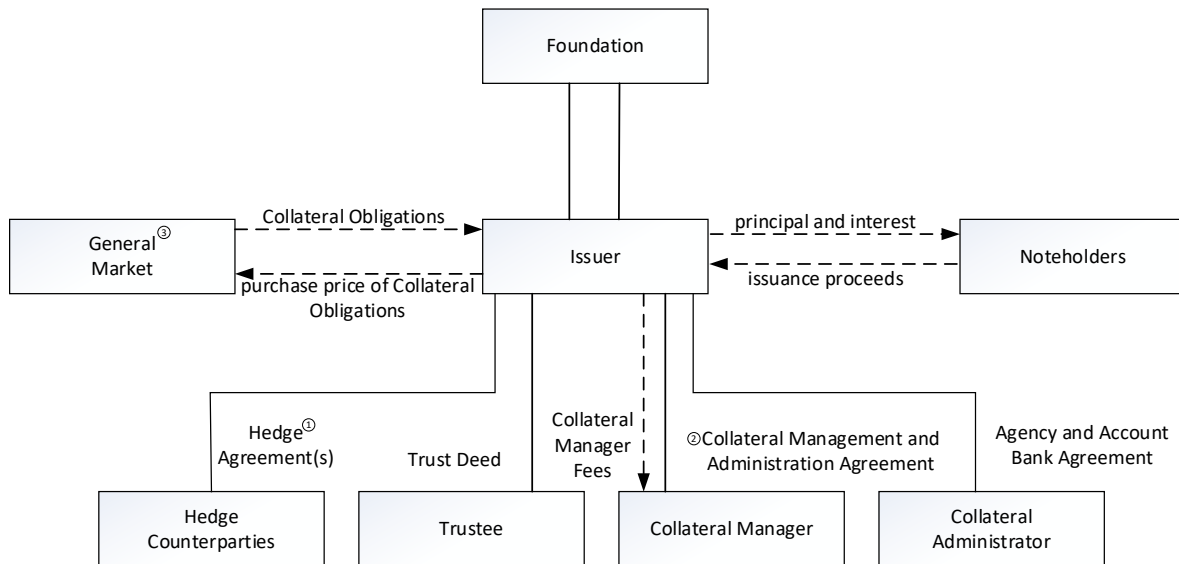 Foundation
Collateral Obligations
General③
Market
purchase price of Collateral
Obligations
Issuer
principal and interest
issuance proceeds
Noteholders
Hedge①
Agreement(s)
Trust Deed
Collateral
Manager
Fees
②Collateral Management and
Administration Agreement
Agency and Account
Bank Agreement
Hedge
Counterparties
Trustee
Collateral Manager
Collateral
Administrator